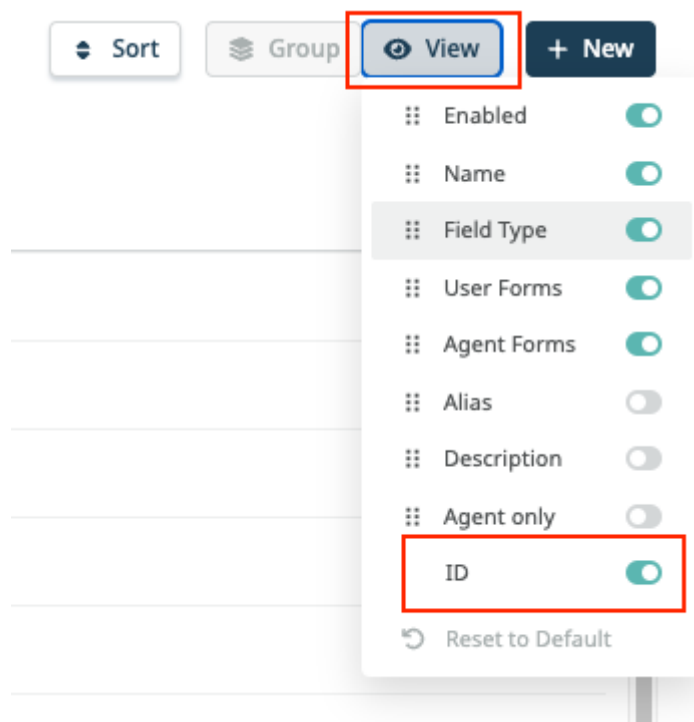 Sort Group View + New
Enabled
Name
Field Type
User Forms
Agent Forms
Alias
Description
Agent only
ID
Reset to Default